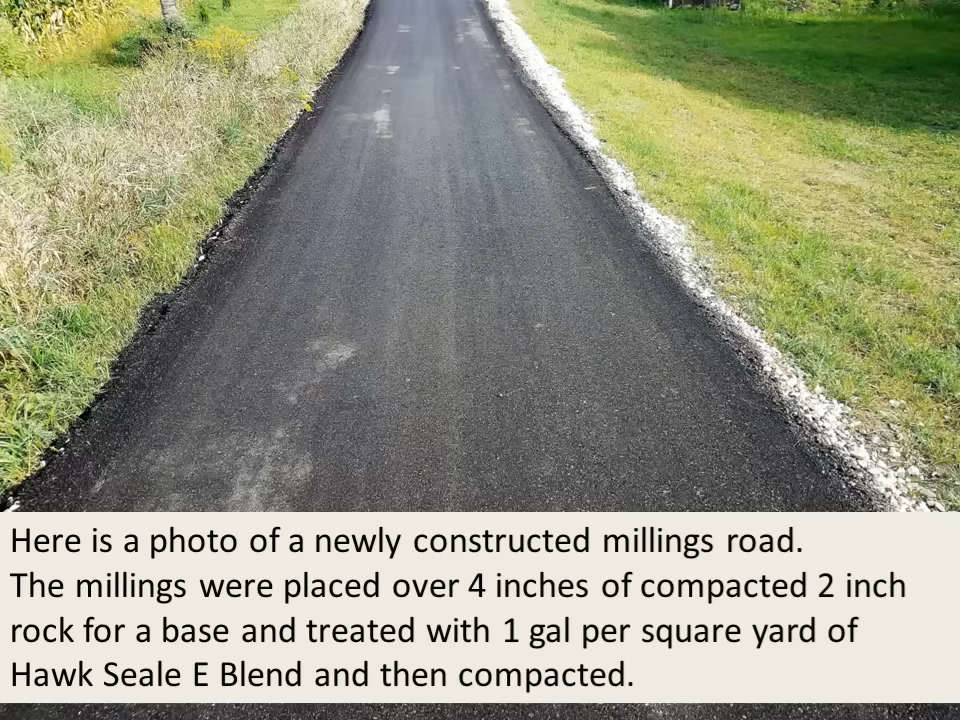 Here is a photo of a newly constructed millings road.
The millings were placed over 4 inches of compacted 2 inch
rock for a base and treated with 1 gal per square yard of
Hawk Seale E Blend and then compacted.